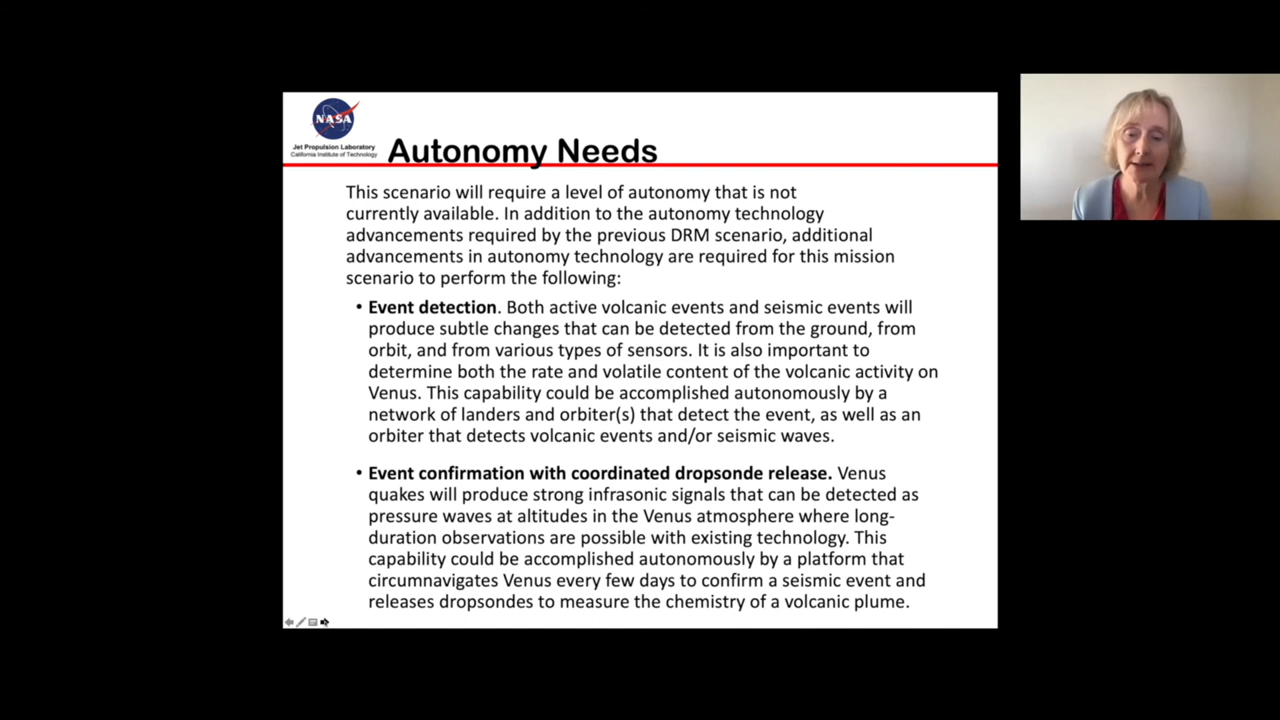 NASA
Jet Propulsion Laboratory
California Institute of Technology
Autonomy Needs
This scenario will require a level of autonomy that is not
currently available. In addition to the autonomy technology
advancements required by the previous DRM scenario, additional
advancements in autonomy technology are required for this mission
scenario to perform the following:
• Event detection. Both active volcanic events and seismic events will
produce subtle changes that can be detected from the ground, from
orbit, and from various types of sensors. It is also important to
determine both the rate and volatile content of the volcanic activity on
Venus. This capability could be accomplished autonomously by a
network of landers and orbiter(s) that detect the event, as well as an
orbiter that detects volcanic events and/or seismic waves.
• Event confirmation with coordinated dropsonde release. Venus
quakes will produce strong infrasonic signals that can be detected as
pressure waves at altitudes in the Venus atmosphere where long-
duration observations are possible with existing technology. This
capability could be accomplished autonomously by a platform that
circumnavigates Venus every few days to confirm a seismic event and
releases dropsondes to measure the chemistry of a volcanic plume.